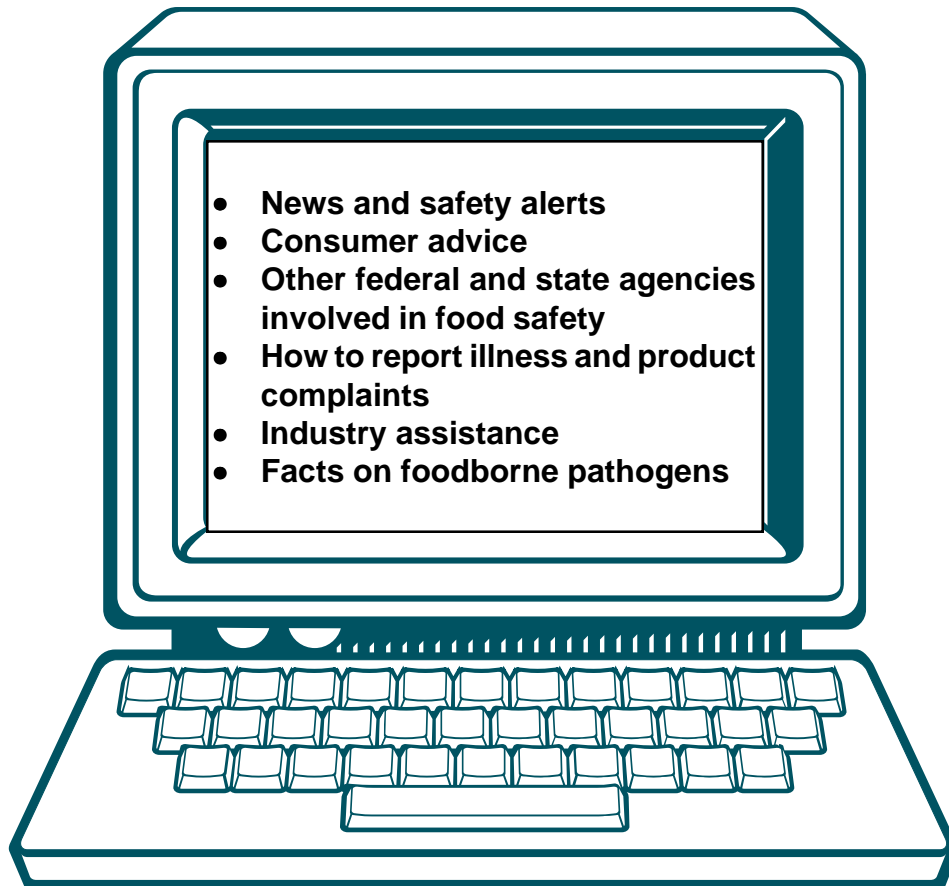 ● News and safety alerts
● Consumer advice
● Other federal and state agencies
involved in food safety
● How to report illness and product
complaints
● Industry assistance
● Facts on foodborne pathogens